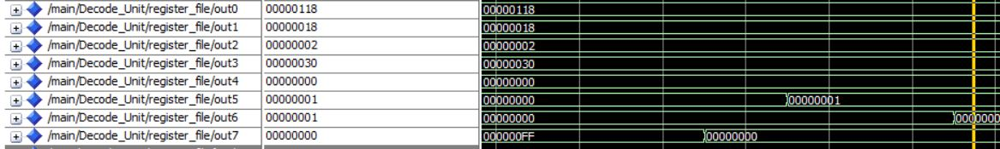 /main/Decode_Unit/register_file/out0 00000118 00000118
/main/Decode_Unit/register_file/out1 00000018 00000018
/main/Decode_Unit/register_file/out2 00000002 00000002
/main/Decode_Unit/register_file/out3 00000030 00000030
/main/Decode_Unit/register_file/out4 00000000 00000000
/main/Decode_Unit/register_file/out5 00000001 00000000 00000001
/main/Decode_Unit/register_file/out6 00000001 00000000 0000000
/main/Decode_Unit/register_file/out7 00000000 000000FF 00000000